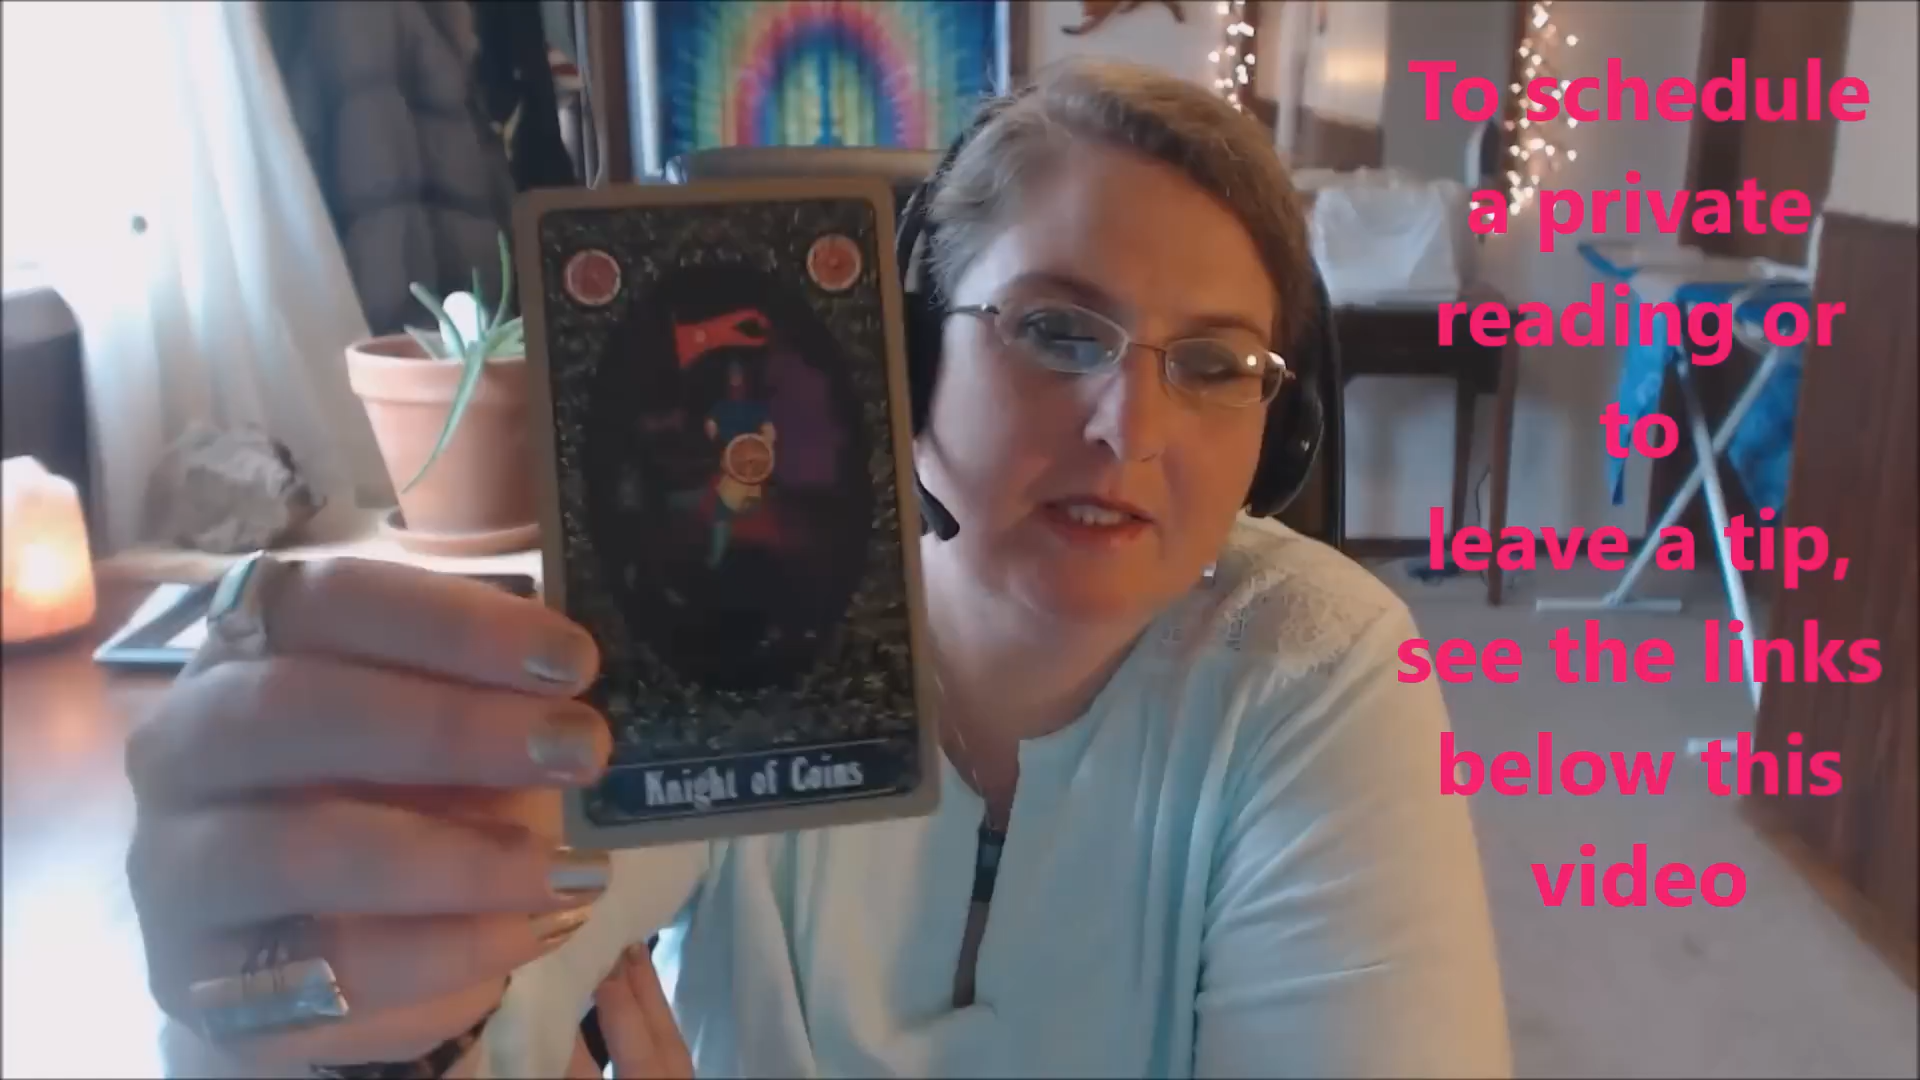 To schedule
a private
reading or
to
leave a tip,
see the links
below this
video
Knight of Coins